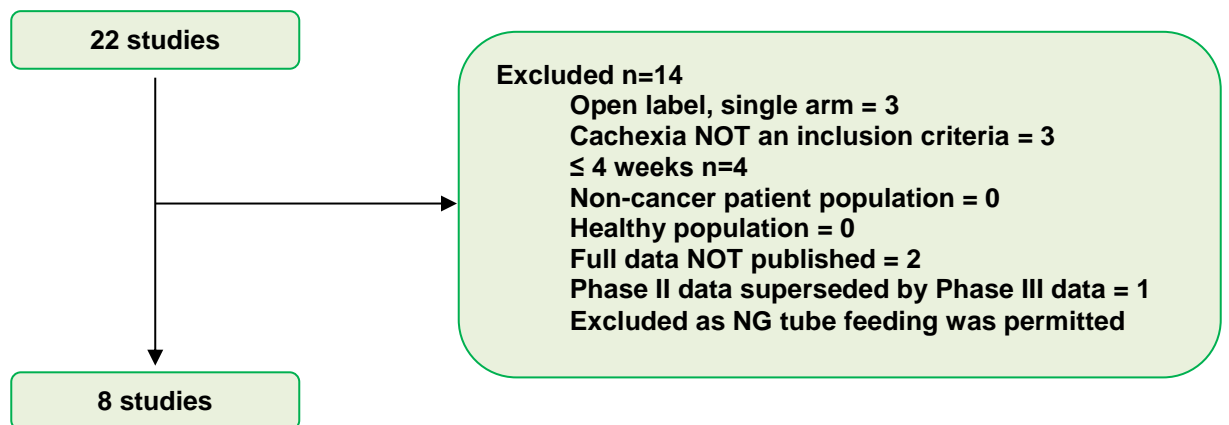 22 studies
Excluded n=14
Open label, single arm = 3
Cachexia NOT an inclusion criteria = 3
≤ 4 weeks n=4
Non-cancer patient population = 0
Healthy population = 0
Full data NOT published = 2
Phase II data superseded by Phase III data = 1
Excluded as NG tube feeding was permitted
8 studies